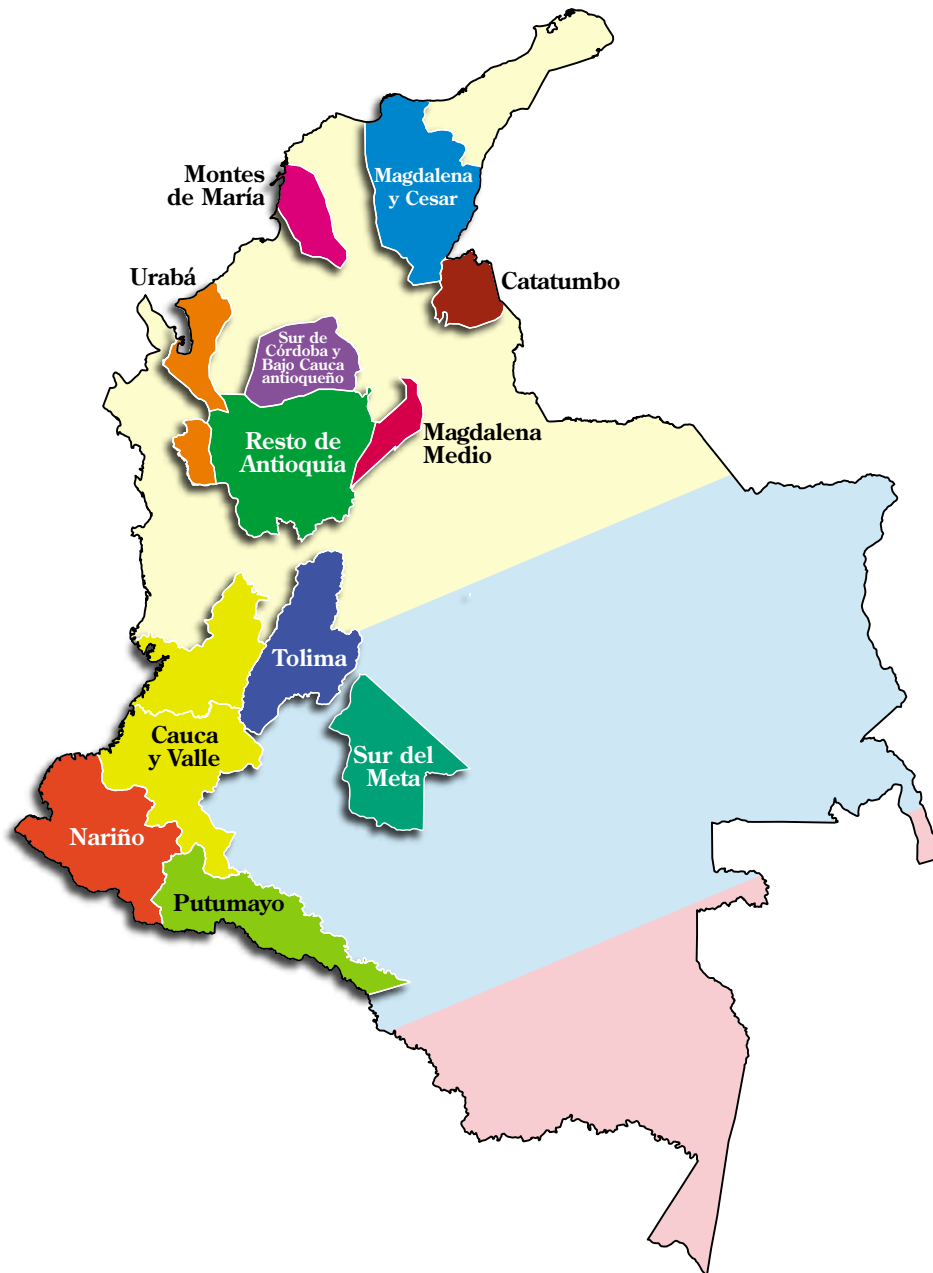 Montes
de María
Magdalena
y Cesar
Urabá
Catatumbo
Sur de
Córdoba y
Bajo Cauca
antioqueño
Resto de
Antioquia
Magdalena
Medio
Tolima
Cauca
y Valle
Sur del
Meta
Nariño
Putumayo